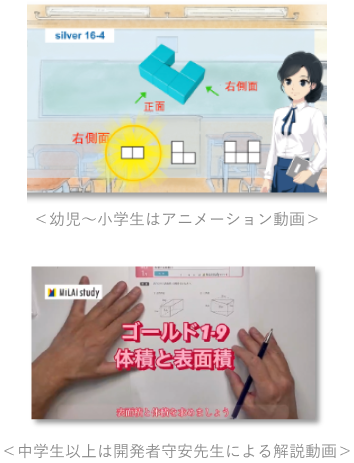 silver 16-4
右側面
正面
右側面
＜幼児～小学生はアニメーション動画＞
MiLAi study
ゴールド1-9
体積と表面積
表面積と体積を求めましょう
＜中学生以上は開発者守安先生による解説動画＞